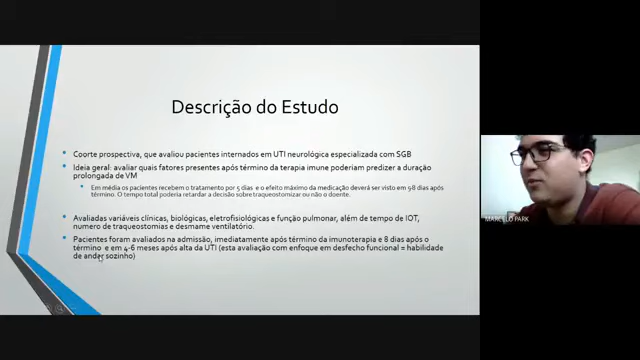 Descrição do Estudo
Coorte prospectiva, que avaliou pacientes internados em UTI neurológica especializada com SGB
Ideia geral: avaliar quais fatores presentes após término da terapia imune poderiam predizer a duração
prolongada de VM
Em média os pacientes recebem o tratamento por 5 dias e o efeito máximo da medicação deverá ser visto em 5-8 dias após
término. O tempo total poderia retardar a decisão sobre traqueostomizar ou não o doente.
Avaliadas variáveis clínicas, biológicas, eletrofisiológicas e função pulmonar, além de tempo de IOT,
numero de traqueostomias e desmame ventilatório.
Pacientes foram avaliados na admissão, imediatamente após término da imunoterapia e 8 dias após o
término e em 4-6 meses após alta da UTI (esta avaliação com enfoque em desfecho funcional = habilidade
de andar sozinho)
MARCELO PARK